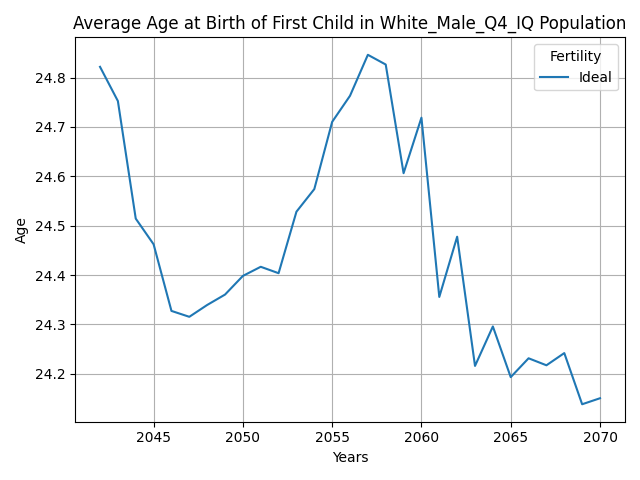 Average Age at Birth of First Child in White_Male_Q4_IQ Population
Fertility
Ideal
24.8
24.7
24.6
24.5
24.4
24.3
24.2
Age
2045
2050
2055
2060
2065
2070
Years